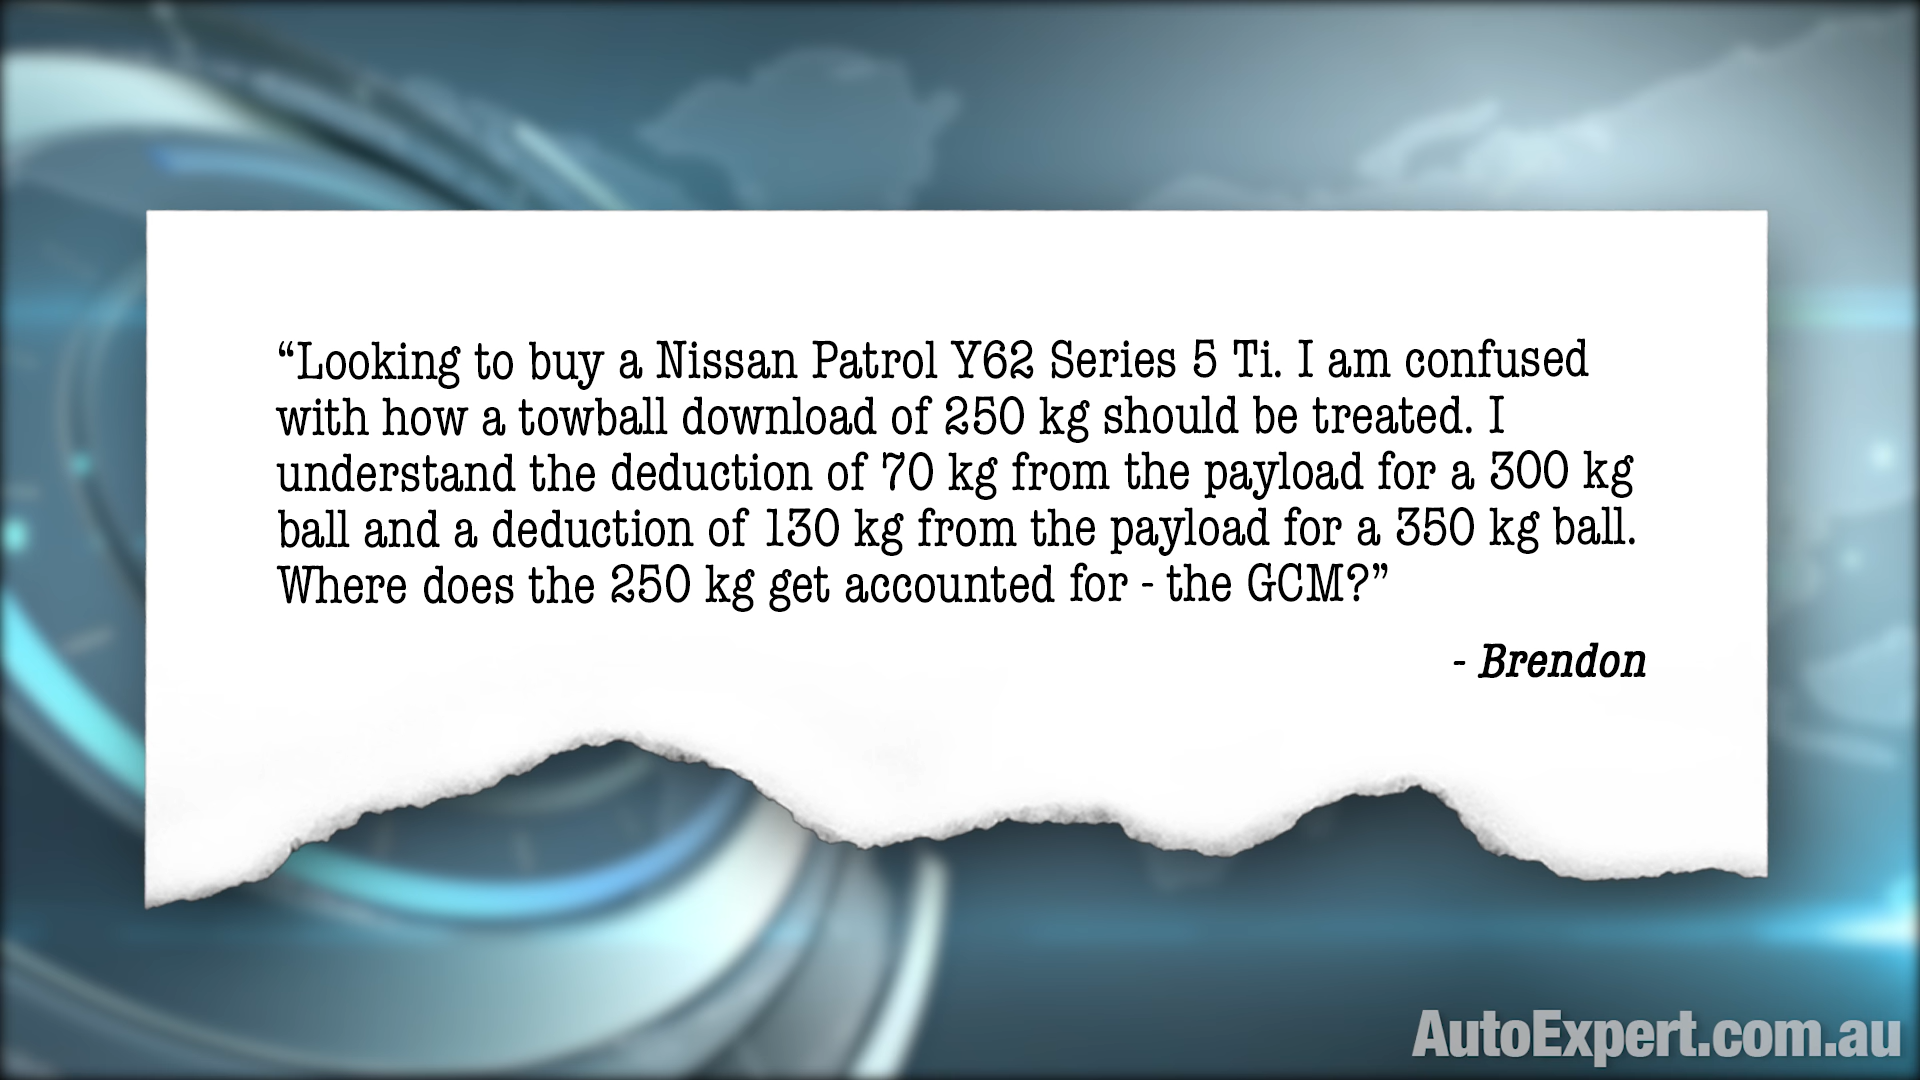 “Looking to buy a Nissan Patrol Y62 Series 5 Ti. I am confused
with how a towball download of 250 kg should be treated. I
understand the deduction of 70 kg from the payload for a 300 kg
ball and a deduction of 130 kg from the payload for a 350 kg ball.
Where does the 250 kg get accounted for - the GCM?”
- Brendon
AutoExpert.com.au